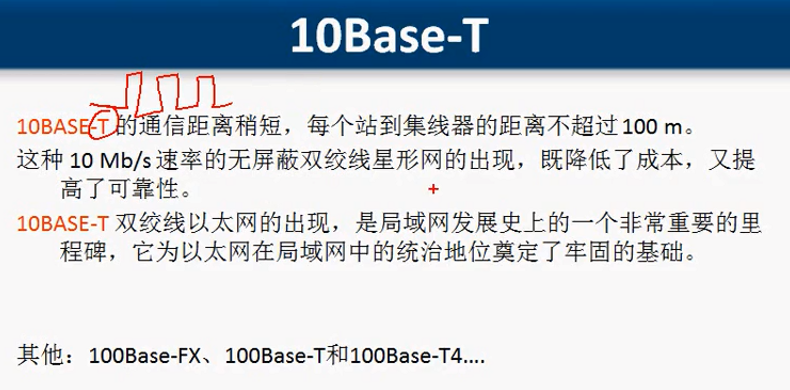 10Base-T
10BASE-T 的通信距离稍短，每个站到集线器的距离不超过 100 m。
这种 10 Mb/s 速率的无屏蔽双绞线星形网的出现，既降低了成本，又提
高了可靠性。
10BASE-T 双绞线以太网的出现，是局域网发展史上的一个非常重要的里
程碑，它为以太网在局域网中的统治地位奠定了牢固的基础。
其他：100Base-FX、100Base-T和100Base-T4....